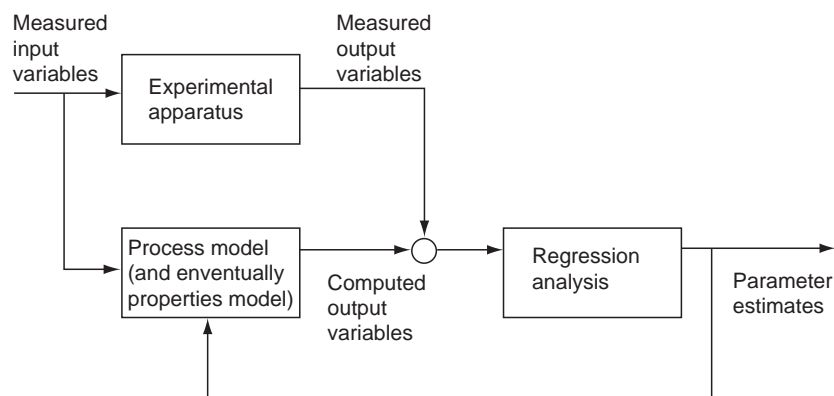 Measured
input
variables
Measured
output
variables
Experimental
apparatus
Process model
(and enventually
properties model)
Computed
output
variables
Regression
analysis
Parameter
estimates